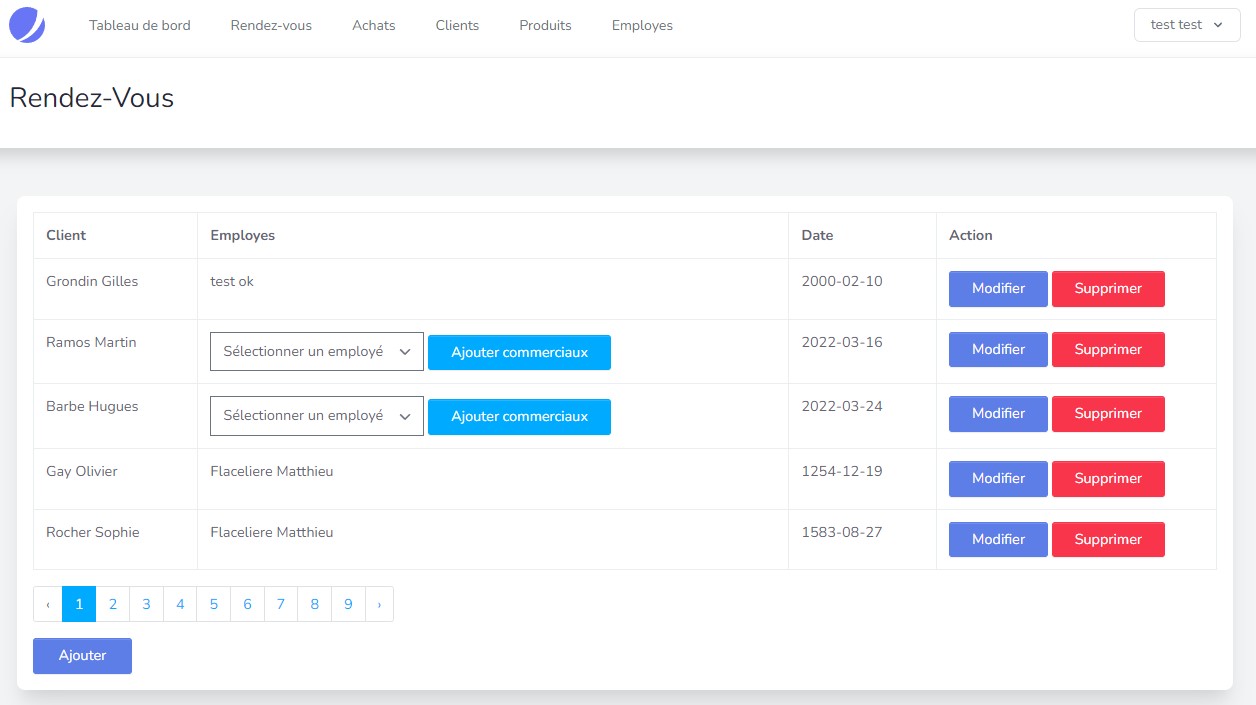 Tableau de bord Rendez-vous Achats Clients Produits Employes test test
Rendez-Vous
Client Employes Date Action
Grondin Gilles test ok 2000-02-10 Modifier Supprimer
Ramos Martin Sélectionner un employé Ajouter commerciaux 2022-03-16 Modifier Supprimer
Barbe Hugues Sélectionner un employé Ajouter commerciaux 2022-03-24 Modifier Supprimer
Gay Olivier Flaceliere Matthieu 1254-12-19 Modifier Supprimer
Rocher Sophie Flaceliere Matthieu 1583-08-27 Modifier Supprimer
‹ 1 2 3 4 5 6 7 8 9 ›
Ajouter